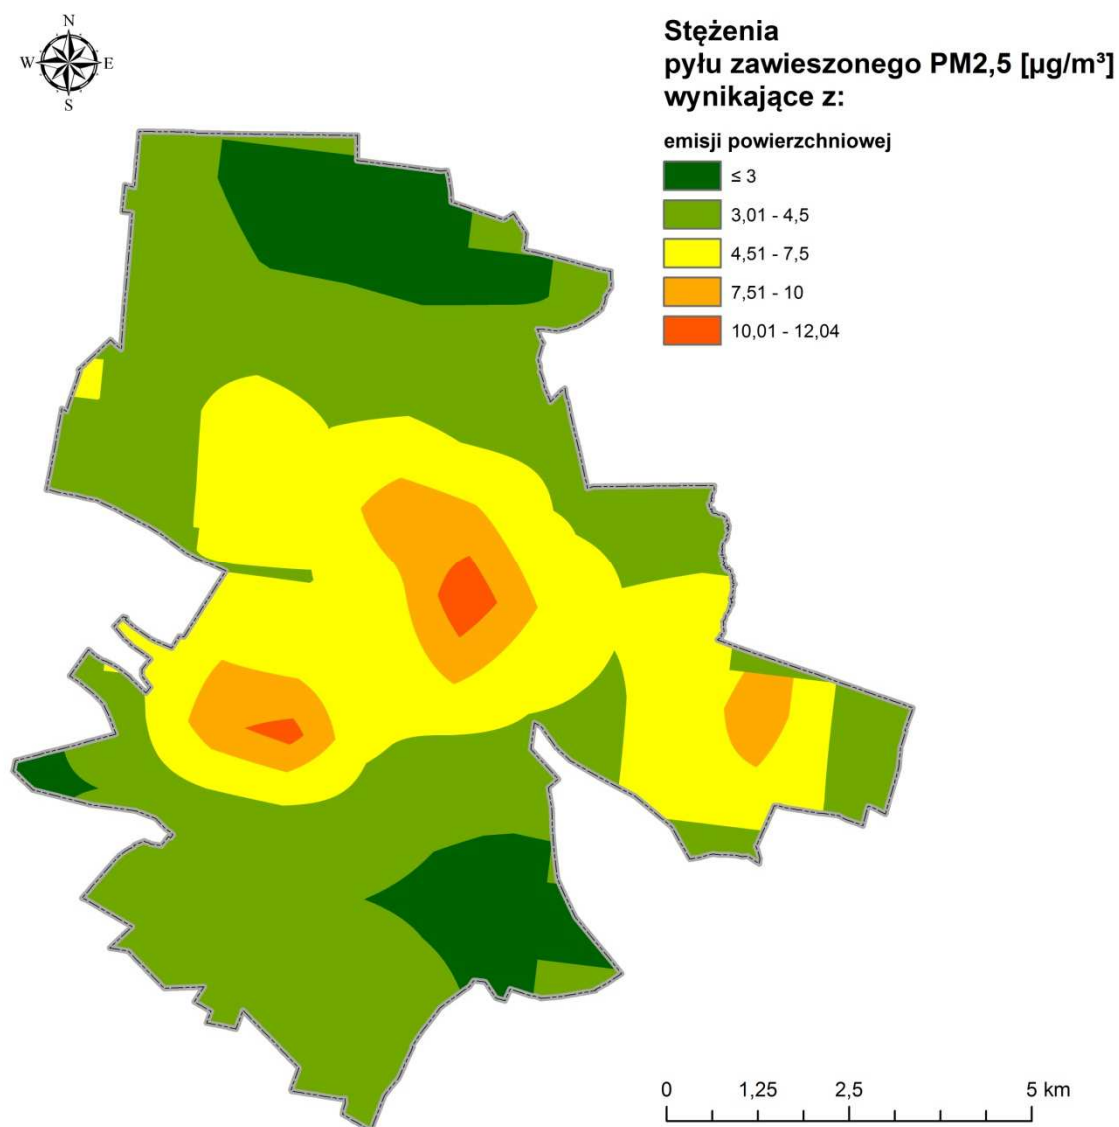 N
W E
S
Stężenia
pyłu zawieszonego PM2,5 [µg/m³]
wynikające z:
emisji powierzchniowej
≤ 3
3,01 - 4,5
4,51 - 7,5
7,51 - 10
10,01 - 12,04
0 1,25 2,5 5 km